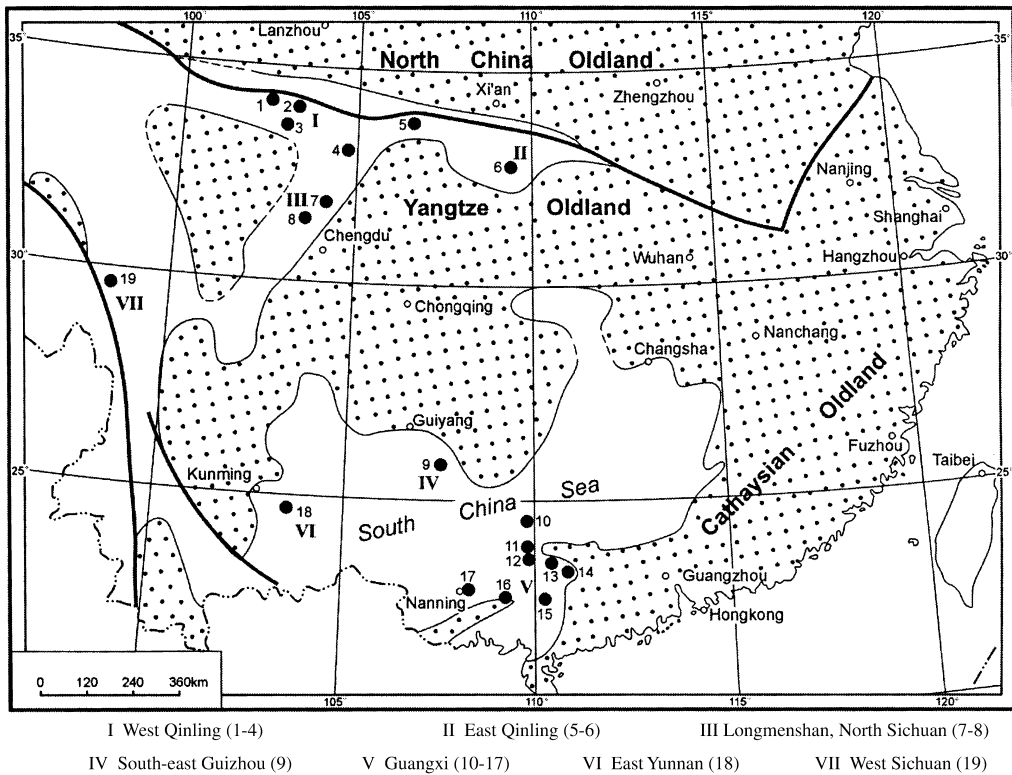 100° 105° 110° 115° 120°
35° 35°
Lanzhou
North China Oldland
Xi'an
Zhengzhou
1
2
I
3
4
5
II
6
Nanjing
III 7
8
Yangtze Oldland
Shanghai
Chengdu
Wuhan
Hangzhou
30° 30°
19
VII
Chongqing
Nanchang
Changsha
Cathaysian Oldland
Guiyang
Fuzhou
Taibei
25° 25°
Kunming
9
IV
South China Sea
18
VI
10
11
12
13
14
V
15
16
17
Nanning
Guangzhou
Hongkong
0 120 240 360km
105° 110° 115° 120°
I West Qinling (1-4) II East Qinling (5-6) III Longmenshan, North Sichuan (7-8)
IV South-east Guizhou (9) V Guangxi (10-17) VI East Yunnan (18) VII West Sichuan (19)